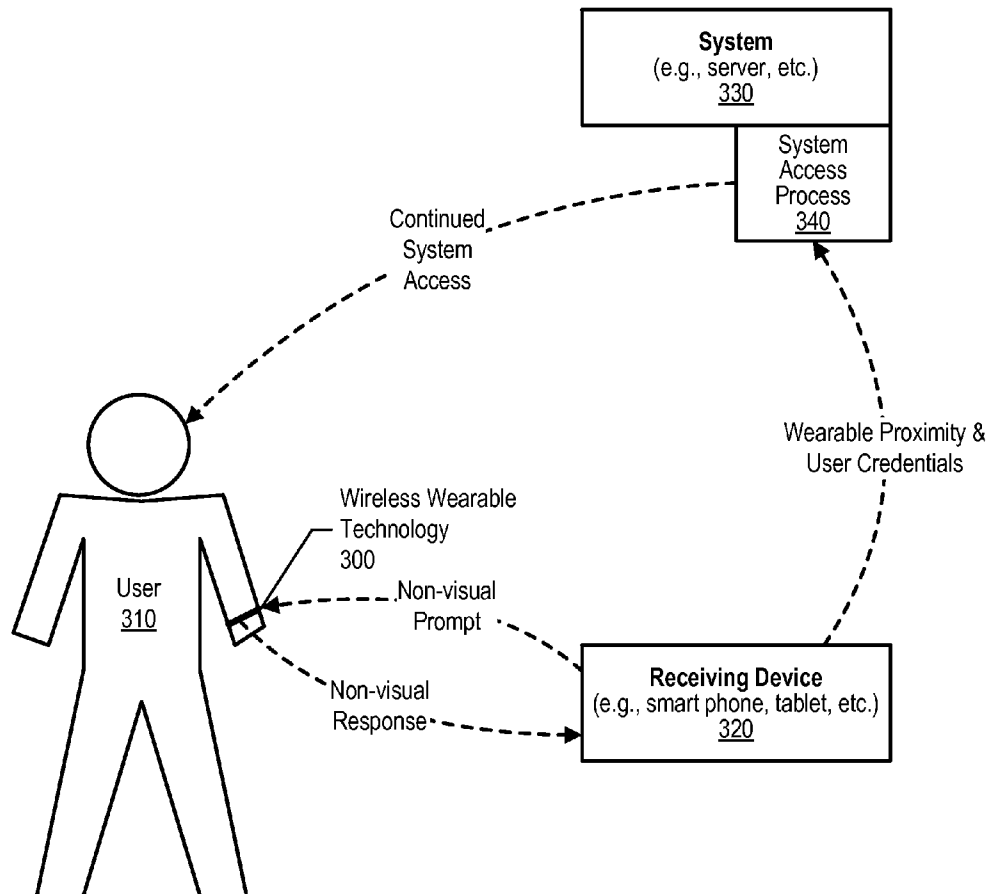 System
(e.g., server, etc.)
330
System
Access
Process
340
Continued
System
Access
Wearable Proximity &
User Credentials
Wireless Wearable
Technology
300
User
310
Non-visual
Prompt
Non-visual
Response
Receiving Device
(e.g., smart phone, tablet, etc.)
320